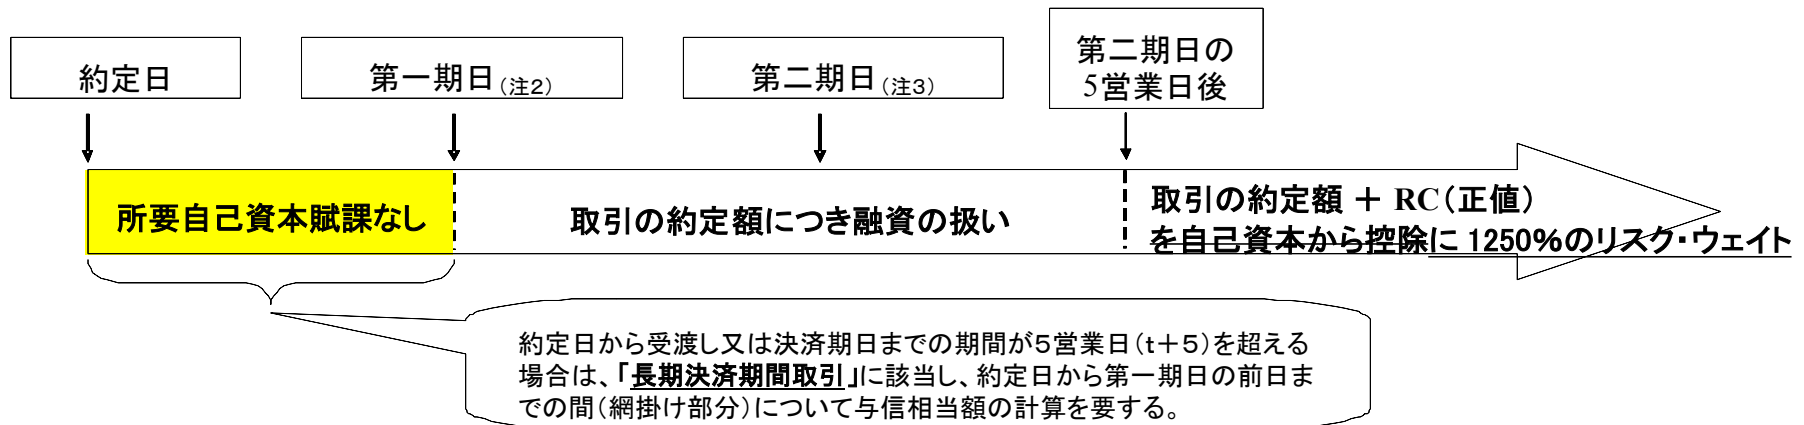 約定日
第一期日(注2)
第二期日(注3)
第二期日の
5営業日後
所要自己資本賦課なし
取引の約定額につき融資の扱い
取引の約定額 + RC(正値)
を自己資本から控除に 1250%のリスク・ウェイト
約定日から受渡し又は決済期日までの期間が5営業日(t+5)を超える
場合は、「長期決済期間取引」に該当し、約定日から第一期日の前日ま
での間(網掛け部分)について与信相当額の計算を要する。